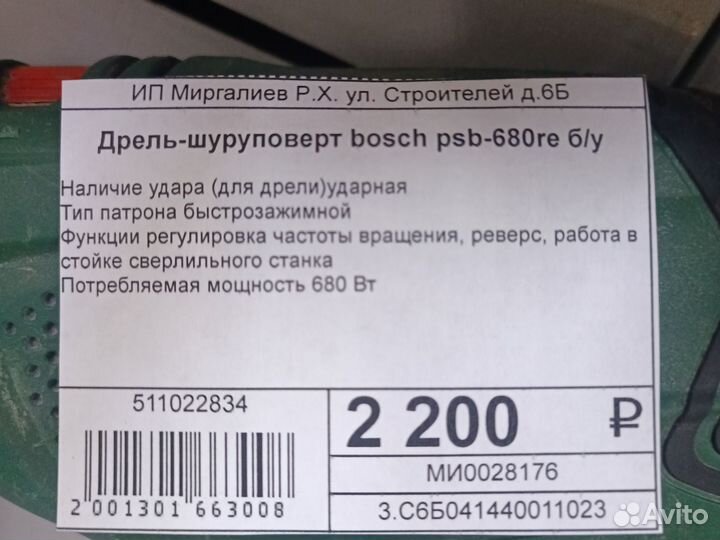 ИП Миргалиев Р.Х. ул. Строителей д.6Б
Дрель-шуруповерт bosch psb-680re б/у
Наличие удара (для дрели)ударная
Тип патрона быстрозажимной
Функции регулировка частоты вращения, реверс, работа в
стойке сверлильного станка
Потребляемая мощность 680 Вт
511022834
2 001301 663008
2 200 ₽
МИ0028176
3.С6Б041440011023
Avito